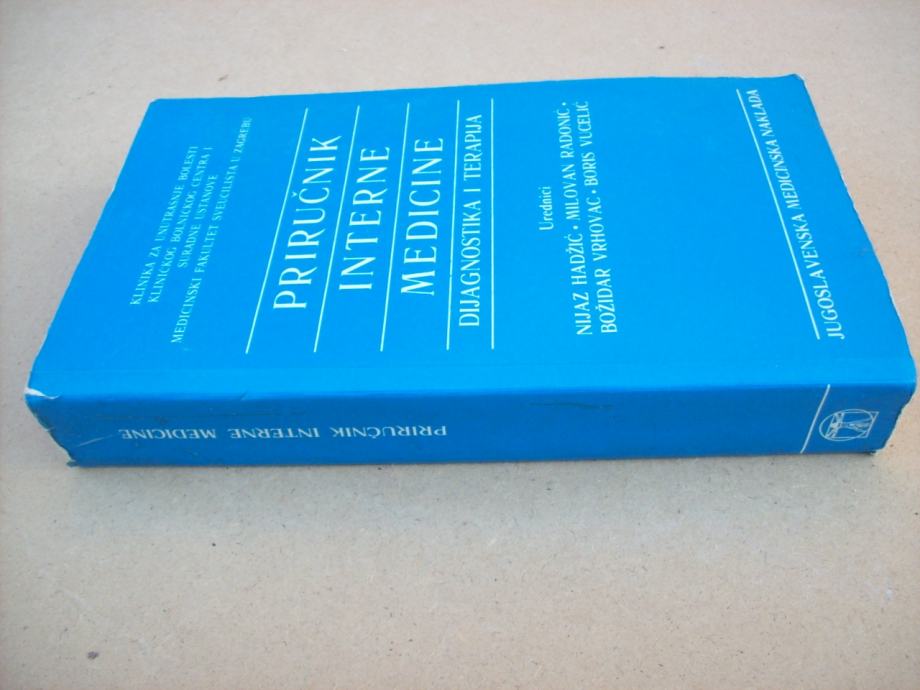 KLINIKA ZA UNUTRAŠNJE BOLESTI
KLINIČKOG BOLNIČKOG CENTRA I
SURADNE USTANOVE
MEDICINSKI FAKULTET SVEUČILIŠTA U ZAGREBU
PRIRUČNIK
INTERNE
MEDICINE
DIJAGNOSTIKA I TERAPIJA
Urednici
NIJAZ HADŽIĆ • MILOVAN RADONIĆ •
BOŽIDAR VRHOVAC • BORIS VUCELIĆ
JUGOSLAVENSKA MEDICINSKA NAKLADA
PRIRUČNIK INTERNE MEDICINE